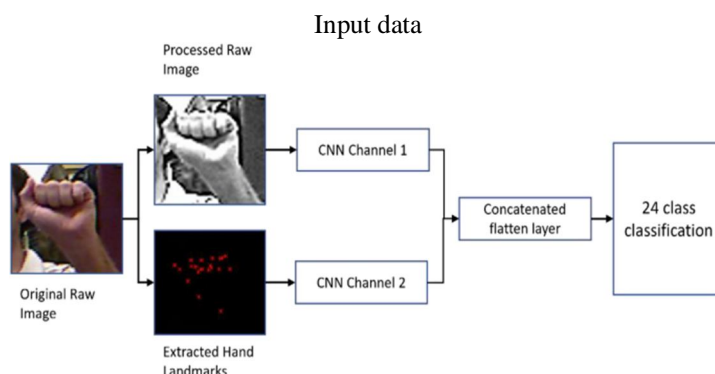 Input data
Processed Raw
Image
CNN Channel 1
24 class
classification
Concatenated
flatten layer
CNN Channel 2
Original Raw
Image
Extracted Hand
Landmarks